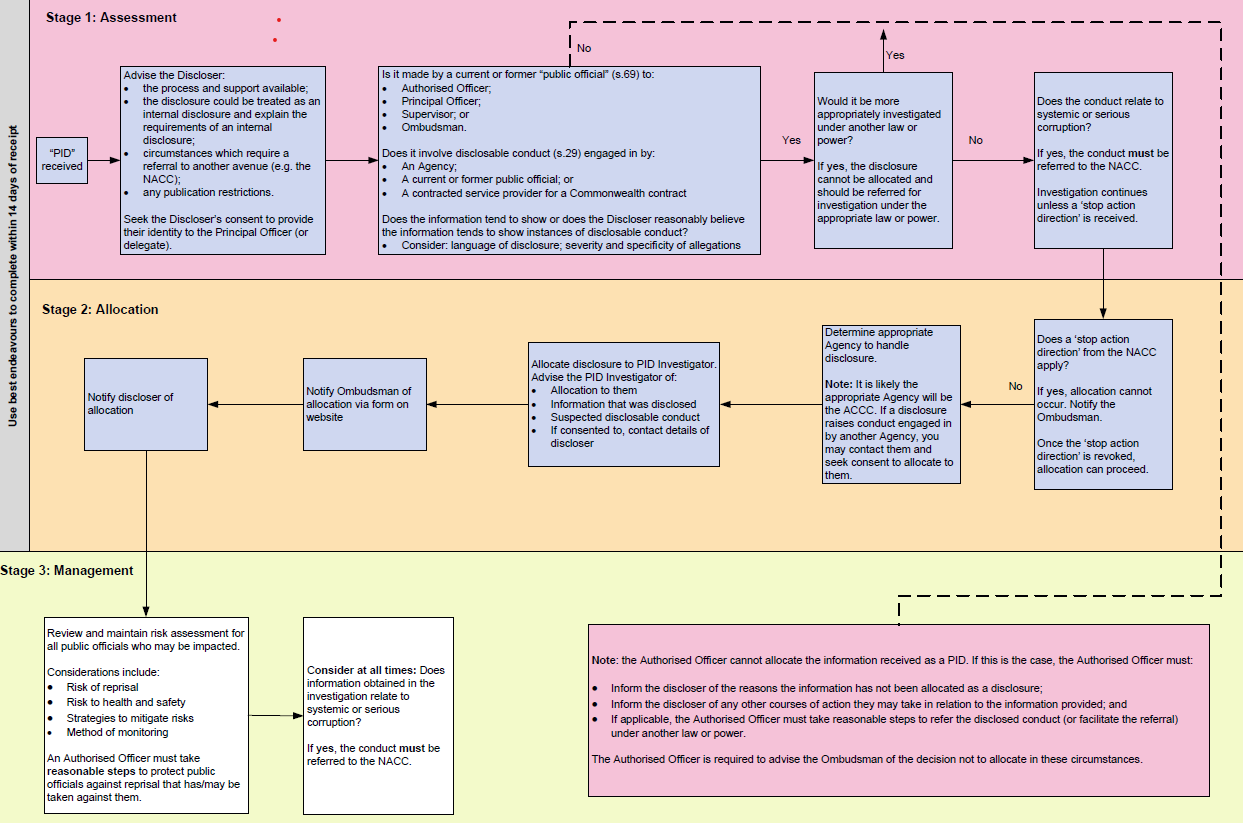 Stage 1: Assessment
Use best endeavours to complete within 14 days of receipt
“PID”
received
Advise the Discloser:
• the process and support available;
• the disclosure could be treated as an
internal disclosure and explain the
requirements of an internal
disclosure;
• circumstances which require a
referral to another avenue (e.g. the
NACC);
• any publication restrictions.
Seek the Discloser’s consent to provide
their identity to the Principal Officer (or
delegate).
Is it made by a current or former “public official” (s.69) to:
• Authorised Officer;
• Principal Officer;
• Supervisor; or
• Ombudsman.
Does it involve disclosable conduct (s.29) engaged in by:
• An Agency;
• A current or former public official; or
• A contracted service provider for a Commonwealth contract
Does the information tend to show or does the Discloser reasonably believe
the information tends to show instances of disclosable conduct?
• Consider: language of disclosure; severity and specificity of allegations
No
Yes
Would it be more
appropriately investigated
under another law or
power?
If yes, the disclosure
cannot be allocated and
should be referred for
investigation under the
appropriate law or power.
Yes
No
Does the conduct relate to
systemic or serious
corruption?
If yes, the conduct must be
referred to the NACC.
Investigation continues
unless a ‘stop action
direction’ is received.
Stage 2: Allocation
Does a ‘stop action
direction’ from the NACC
apply?
If yes, allocation cannot
occur. Notify the
Ombudsman.
Once the ‘stop action
direction’ is revoked,
allocation can proceed.
No
Determine appropriate
Agency to handle
disclosure.
Note: It is likely the
appropriate Agency will be
the ACCC. If a disclosure
raises conduct engaged in
by another Agency, you
may contact them and
seek consent to allocate to
them.
Allocate disclosure to PID Investigator.
Advise the PID Investigator of:
• Allocation to them
• Information that was disclosed
• Suspected disclosable conduct
• If consented to, contact details of
discloser
Notify Ombudsman of
allocation via form on
website
Notify discloser of
allocation
Stage 3: Management
Review and maintain risk assessment for
all public officials who may be impacted.
Considerations include:
• Risk of reprisal
• Risk to health and safety
• Strategies to mitigate risks
• Method of monitoring
An Authorised Officer must take
reasonable steps to protect public
officials against reprisal that has/may be
taken against them.
Consider at all times: Does
information obtained in the
investigation relate to
systemic or serious
corruption?
If yes, the conduct must be
referred to the NACC.
Note: the Authorised Officer cannot allocate the information received as a PID. If this is the case, the Authorised Officer must:
• Inform the discloser of the reasons the information has not been allocated as a disclosure;
• Inform the discloser of any other courses of action they may take in relation to the information provided; and
• If applicable, the Authorised Officer must take reasonable steps to refer the disclosed conduct (or facilitate the referral)
under another law or power.
The Authorised Officer is required to advise the Ombudsman of the decision not to allocate in these circumstances.